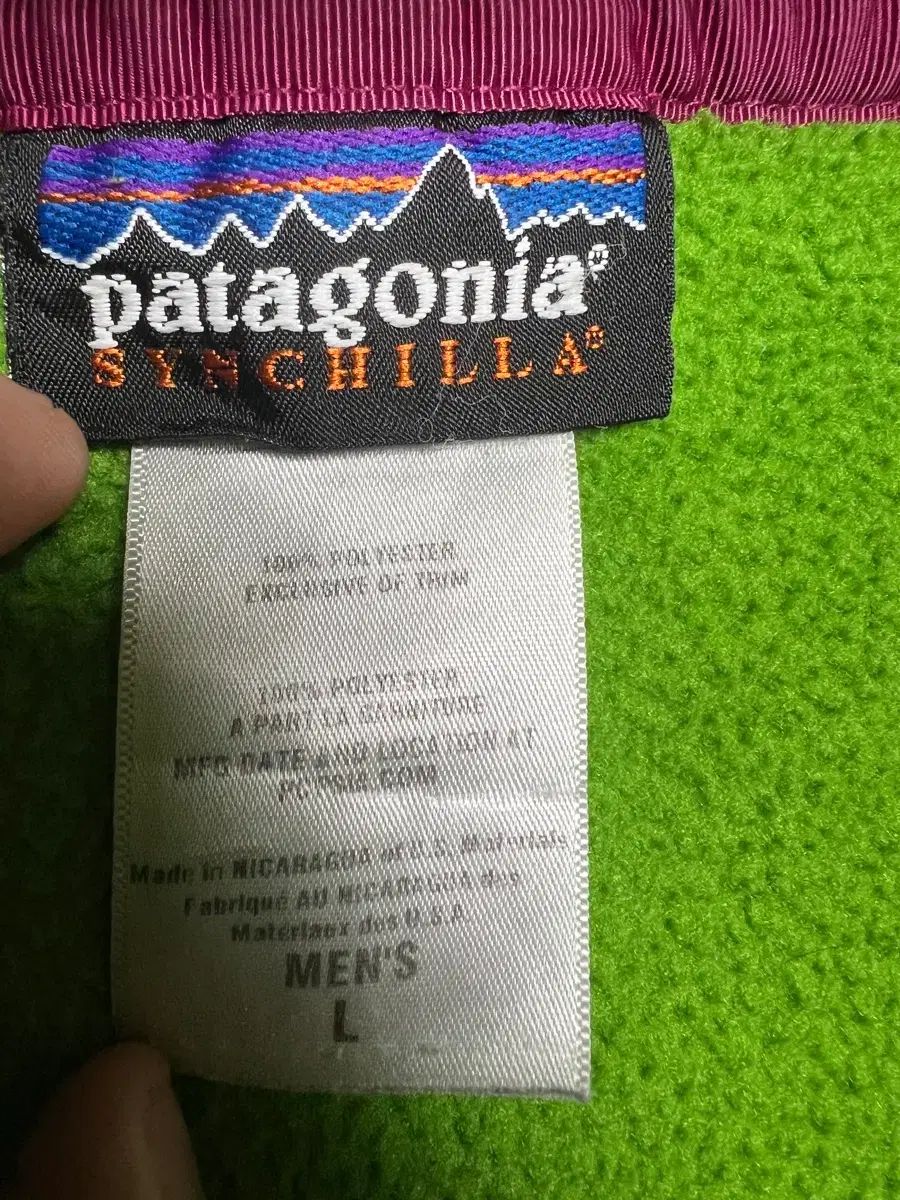 patagonia®
SYNCHILLA®
100% POLYESTER
EXCLUSIVE OF TRIM
100% POLYESTER
A PART LA GARNITURE
MFG DATE AND LOCATION AT
.COM
Made in NICARAGUA of U.S. Materials
Fabriqué AU NICARAGUA des
Materiaux des U.S.A.
MEN'S
L